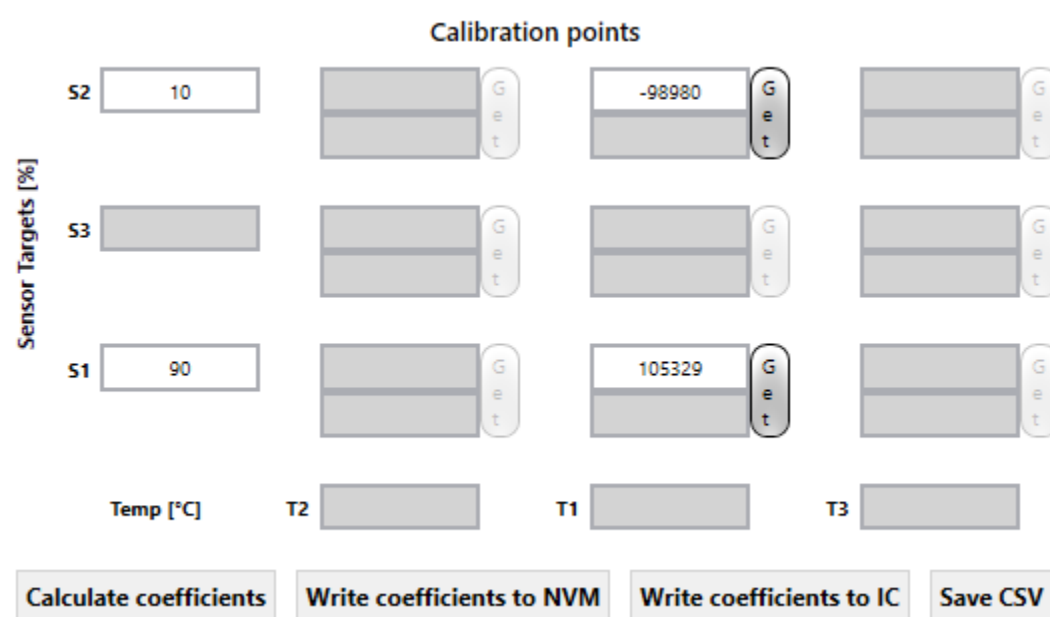 Calibration points
Sensor Targets [%]
S2 10 Get -98980 Get Get
S3 Get Get Get
S1 90 Get 105329 Get Get
Temp [°C] T2 T1 T3
Calculate coefficients Write coefficients to NVM Write coefficients to IC Save CSV